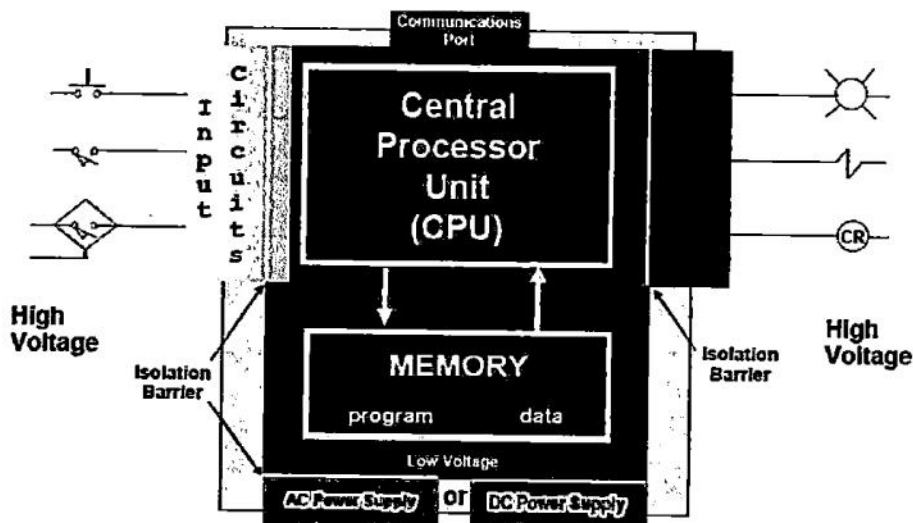 Communications
Port
Input
Circuits
Central
Processor
Unit
(CPU)
CR
High
Voltage
High
Voltage
Isolation
Barrier
Isolation
Barrier
MEMORY
program data
Low Voltage
AC Power Supply or DC Power Supply